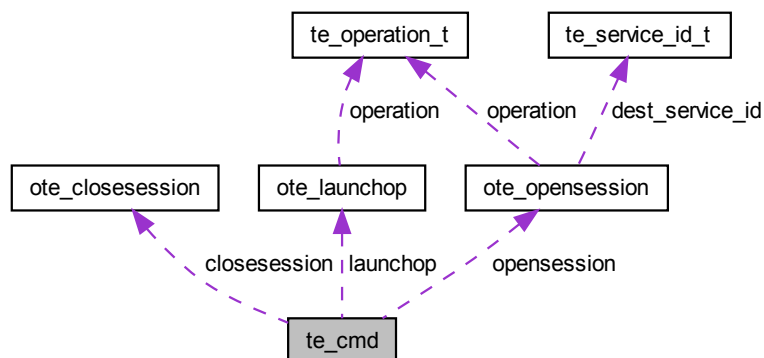 te_operation_t
te_service_id_t
operation
operation
dest_service_id
ote_closesession
ote_launchop
ote_opensession
closesession
launchop
opensession
te_cmd